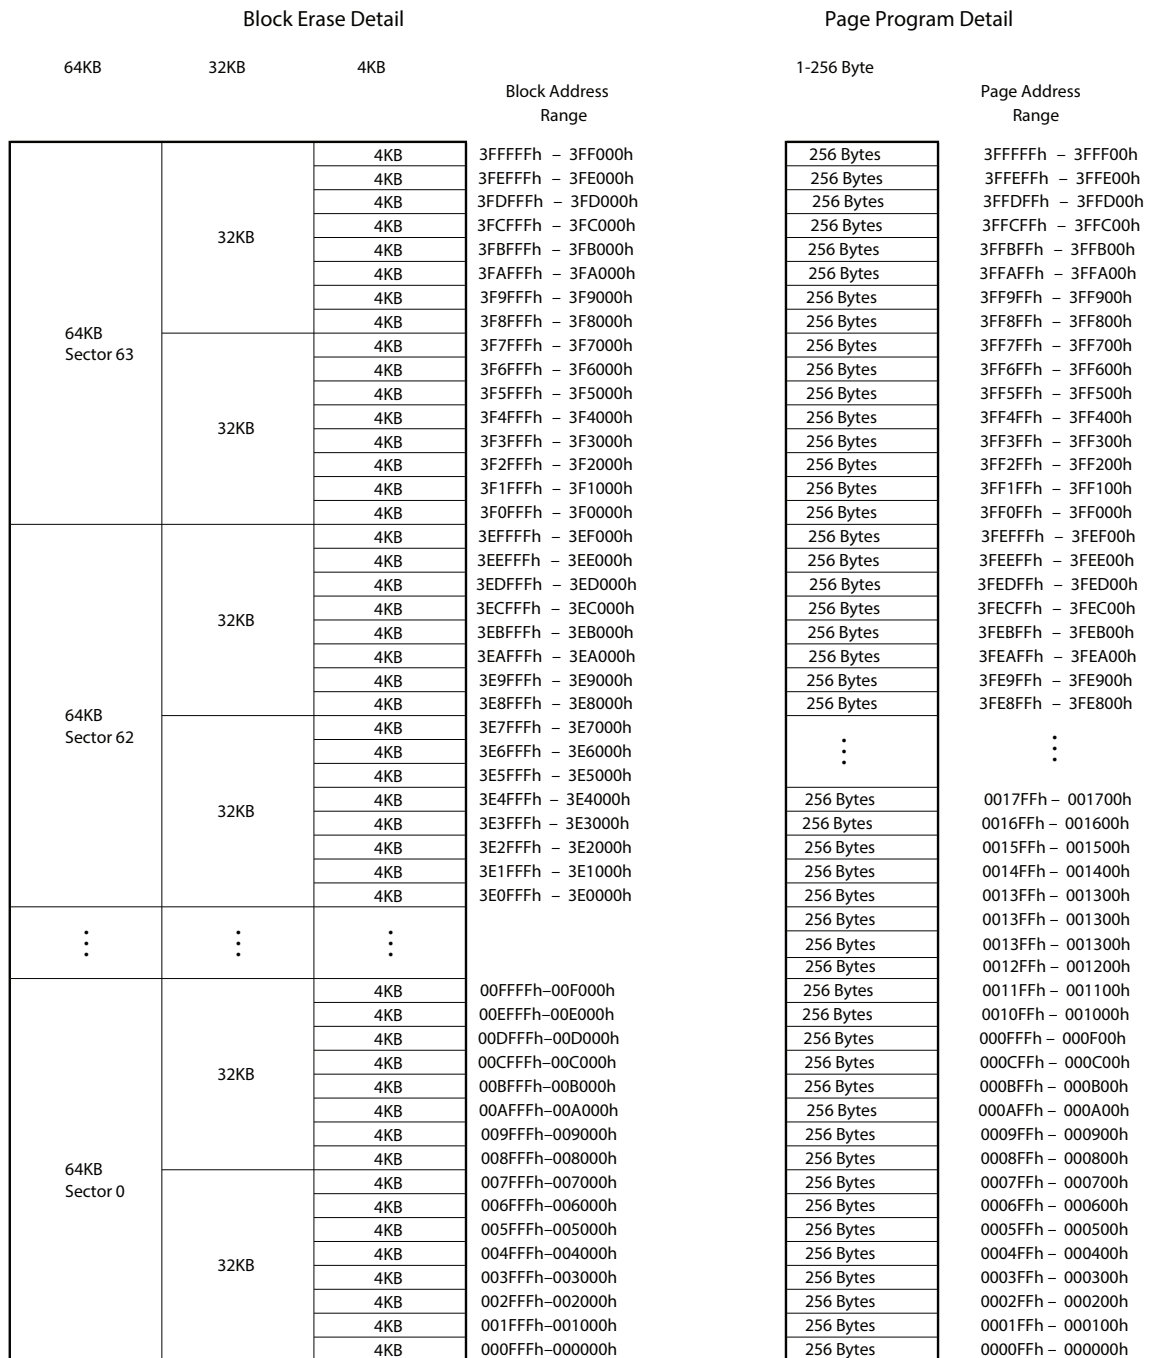 Block Erase Detail Page Program Detail
64KB 32KB 4KB 1-256 Byte
Block Address Page Address
Range Range
4KB 3FFFFFh – 3FF000h 256 Bytes 3FFFFFh – 3FFF00h
4KB 3FEFFFh – 3FE000h 256 Bytes 3FFEFFh – 3FFE00h
4KB 3FDFFFh – 3FD000h 256 Bytes 3FFDFFh – 3FFD00h
4KB 3FCFFFh – 3FC000h 256 Bytes 3FFCFFh – 3FFC00h
32KB
4KB 3FBFFFh – 3FB000h 256 Bytes 3FFBFFh – 3FFB00h
4KB 3FAFFFh – 3FA000h 256 Bytes 3FFAFFh – 3FFA00h
4KB 3F9FFFh – 3F9000h 256 Bytes 3FF9FFh – 3FF900h
4KB 3F8FFFh – 3F8000h 256 Bytes 3FF8FFh – 3FF800h
64KB
4KB 3F7FFFh – 3F7000h 256 Bytes 3FF7FFh – 3FF700h
Sector 63
4KB 3F6FFFh – 3F6000h 256 Bytes 3FF6FFh – 3FF600h
4KB 3F5FFFh – 3F5000h 256 Bytes 3FF5FFh – 3FF500h
4KB 3F4FFFh – 3F4000h 256 Bytes 3FF4FFh – 3FF400h
32KB
4KB 3F3FFFh – 3F3000h 256 Bytes 3FF3FFh – 3FF300h
4KB 3F2FFFh – 3F2000h 256 Bytes 3FF2FFh – 3FF200h
4KB 3F1FFFh – 3F1000h 256 Bytes 3FF1FFh – 3FF100h
4KB 3F0FFFh – 3F0000h 256 Bytes 3FF0FFh – 3FF000h
4KB 3EFFFFh – 3EF000h 256 Bytes 3FEFFFh – 3FEF00h
4KB 3EEFFFh – 3EE000h 256 Bytes 3FEEFFh – 3FEE00h
4KB 3EDFFFh – 3ED000h 256 Bytes 3FEDFFh – 3FED00h
4KB 3ECFFFh – 3EC000h 256 Bytes 3FECFFh – 3FEC00h
32KB
4KB 3EBFFFh – 3EB000h 256 Bytes 3FEBFFh – 3FEB00h
4KB 3EAFFFh – 3EA000h 256 Bytes 3FEAFFh – 3FEA00h
4KB 3E9FFFh – 3E9000h 256 Bytes 3FE9FFh – 3FE900h
4KB 3E8FFFh – 3E8000h 256 Bytes 3FE8FFh – 3FE800h
64KB
4KB 3E7FFFh – 3E7000h
Sector 62
4KB 3E6FFFh – 3E6000h
4KB 3E5FFFh – 3E5000h
4KB 3E4FFFh – 3E4000h 256 Bytes 0017FFh – 001700h
32KB
4KB 3E3FFFh – 3E3000h 256 Bytes 0016FFh – 001600h
4KB 3E2FFFh – 3E2000h 256 Bytes 0015FFh – 001500h
4KB 3E1FFFh – 3E1000h 256 Bytes 0014FFh – 001400h
4KB 3E0FFFh – 3E0000h 256 Bytes 0013FFh – 001300h
256 Bytes 0013FFh – 001300h
256 Bytes 0013FFh – 001300h
256 Bytes 0012FFh – 001200h
4KB 00FFFFh–00F000h 256 Bytes 0011FFh – 001100h
4KB 00EFFFh–00E000h 256 Bytes 0010FFh – 001000h
4KB 00DFFFh–00D000h 256 Bytes 000FFFh – 000F00h
4KB 00CFFFh–00C000h 256 Bytes 000CFFh – 000C00h
32KB
4KB 00BFFFh–00B000h 256 Bytes 000BFFh – 000B00h
4KB 00AFFFh–00A000h 256 Bytes 000AFFh – 000A00h
4KB 009FFFh–009000h 256 Bytes 0009FFh – 000900h
4KB 008FFFh–008000h 256 Bytes 0008FFh – 000800h
64KB
4KB 007FFFh–007000h 256 Bytes 0007FFh – 000700h
Sector 0
4KB 006FFFh–006000h 256 Bytes 0006FFh – 000600h
4KB 005FFFh–005000h 256 Bytes 0005FFh – 000500h
4KB 004FFFh–004000h 256 Bytes 0004FFh – 000400h
32KB
4KB 003FFFh–003000h 256 Bytes 0003FFh – 000300h
4KB 002FFFh–002000h 256 Bytes 0002FFh – 000200h
4KB 001FFFh–001000h 256 Bytes 0001FFh – 000100h
4KB 000FFFh–000000h 256 Bytes 0000FFh – 000000h